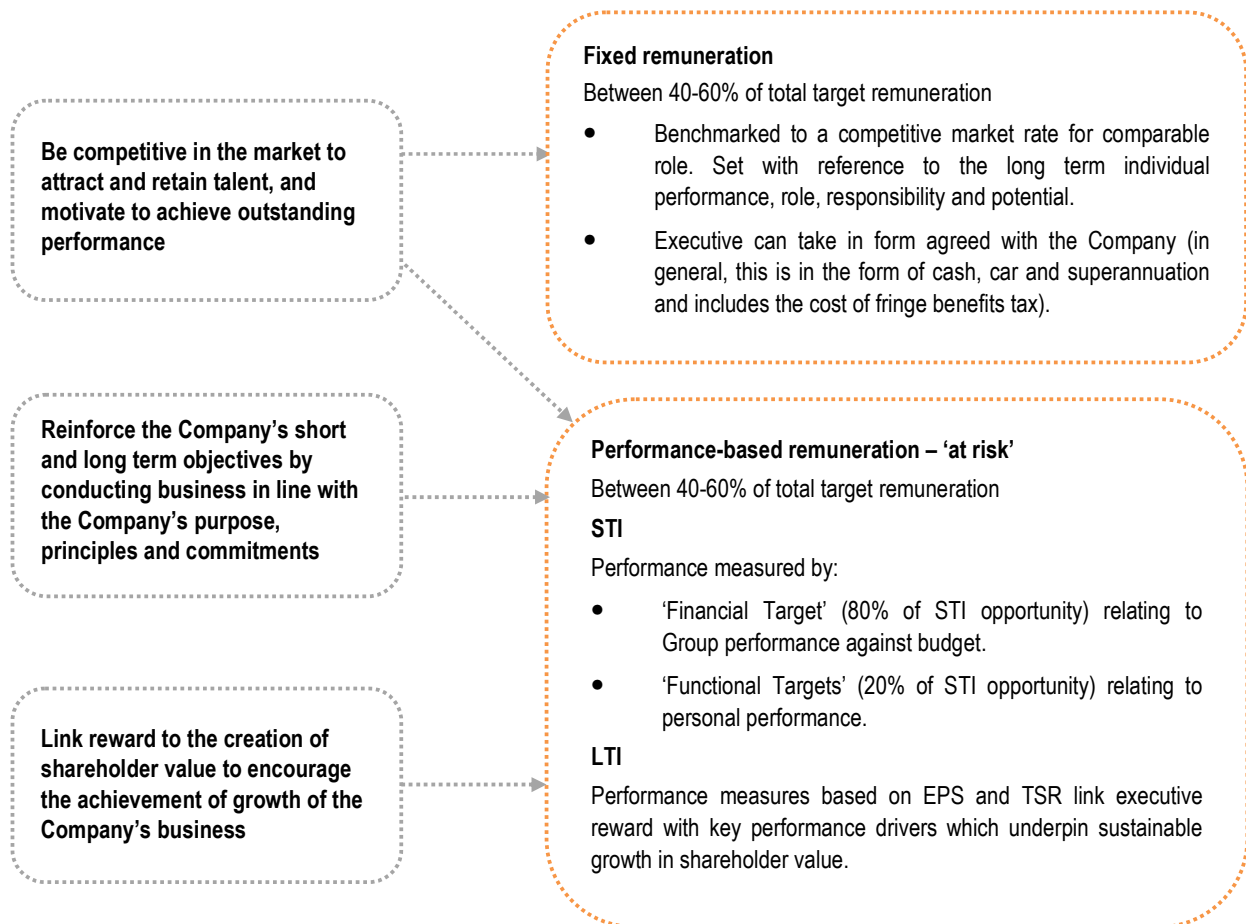 Be competitive in the market to
attract and retain talent, and
motivate to achieve outstanding
performance
Fixed remuneration
Between 40-60% of total target remuneration
• Benchmarked to a competitive market rate for comparable
role. Set with reference to the long term individual
performance, role, responsibility and potential.
• Executive can take in form agreed with the Company (in
general, this is in the form of cash, car and superannuation
and includes the cost of fringe benefits tax).
Reinforce the Company’s short
and long term objectives by
conducting business in line with
the Company’s purpose,
principles and commitments
Link reward to the creation of
shareholder value to encourage
the achievement of growth of the
Company’s business
Performance-based remuneration – ‘at risk’
Between 40-60% of total target remuneration
STI
Performance measured by:
• ‘Financial Target’ (80% of STI opportunity) relating to
Group performance against budget.
• ‘Functional Targets’ (20% of STI opportunity) relating to
personal performance.
LTI
Performance measures based on EPS and TSR link executive
reward with key performance drivers which underpin sustainable
growth in shareholder value.